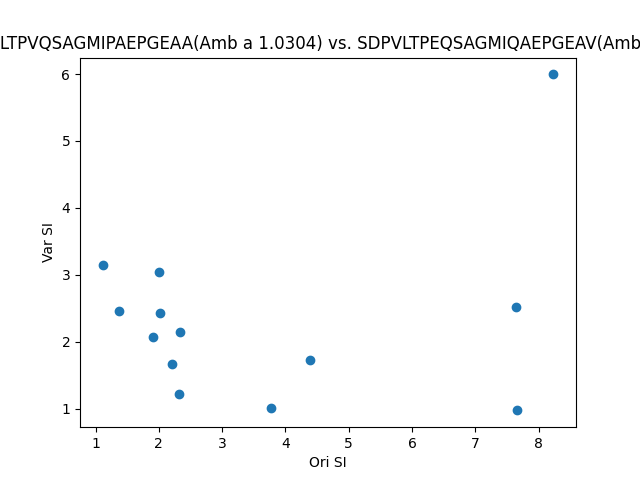 LTPVQSAGMIPAEPGEAA(Amb a 1.0304) vs. SDPVLTPEQSAGMIQAEPGEAV(Amb
6
5
4
3
2
1
Var SI
1 2 3 4 5 6 7 8
Ori SI